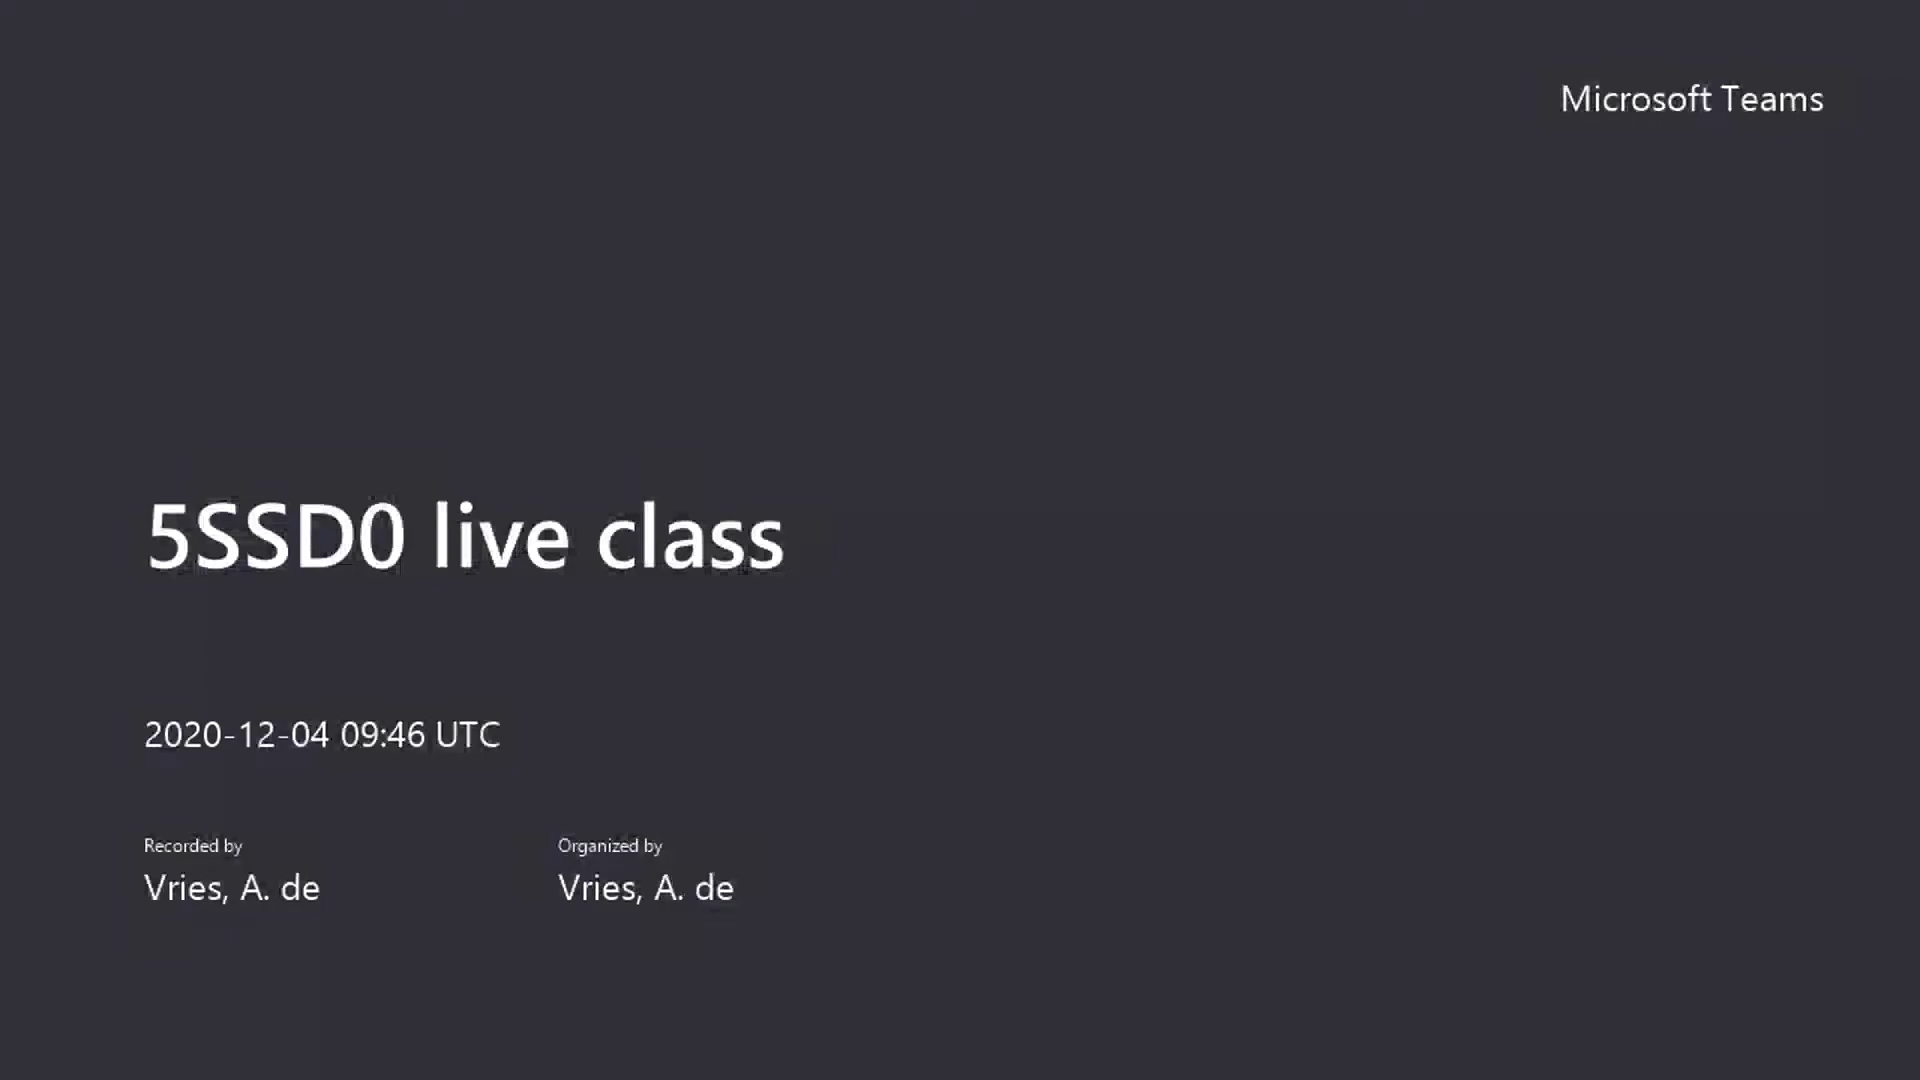 Microsoft Teams
5SSD0 live class
2020-12-04 09:46 UTC
Recorded by
Vries, A. de
Organized by
Vries, A. de